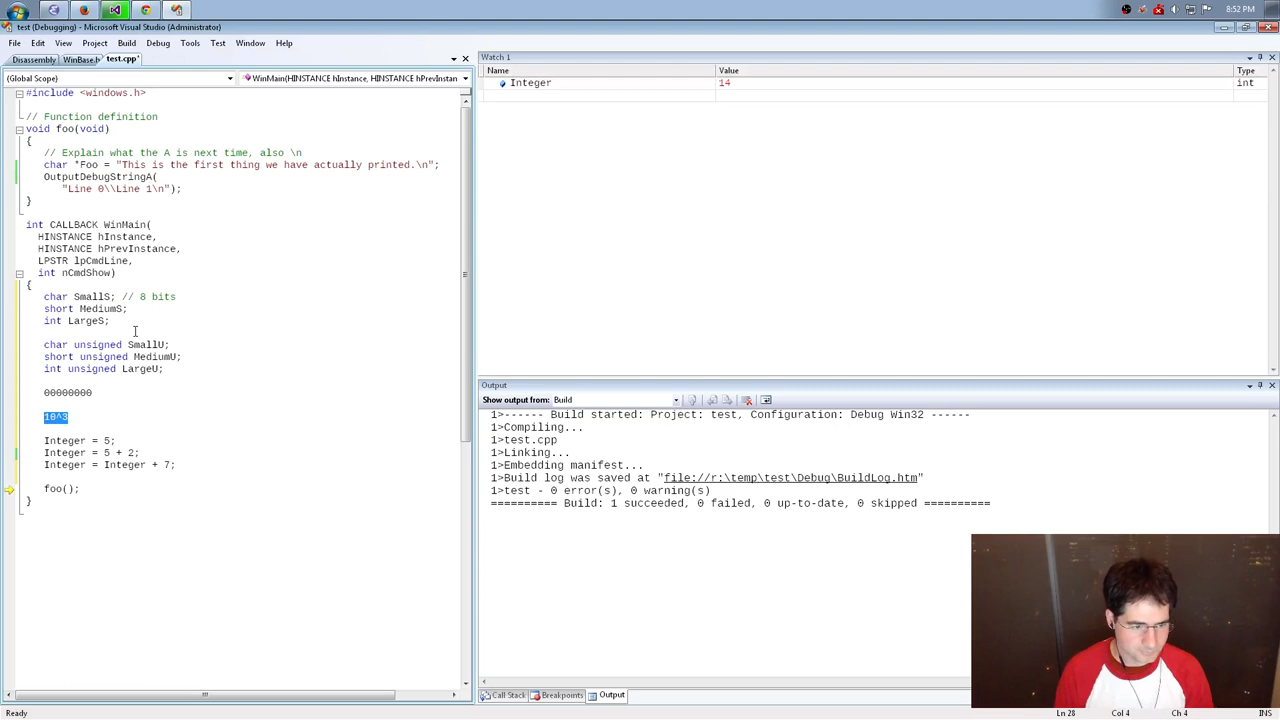 8:52 PM
test (Debugging) - Microsoft Visual Studio (Administrator)
File Edit View Project Build Debug Tools Test Window Help
Disassembly WinBase.h test.cpp*
(Global Scope) WinMain(HINSTANCE hInstance, HINSTANCE hPrevInstan
#include <windows.h>
// Function definition
void foo(void)
{
// Explain what the A is next time, also \n
char *Foo = "This is the first thing we have actually printed.\n";
OutputDebugStringA(
"Line 0\\Line 1\n");
}
int CALLBACK WinMain(
HINSTANCE hInstance,
HINSTANCE hPrevInstance,
LPSTR lpCmdLine,
int nCmdShow)
{
char SmallS; // 8 bits
short MediumS;
int LargeS;
char unsigned SmallU;
short unsigned MediumU;
int unsigned LargeU;
00000000
10^3
Integer = 5;
Integer = 5 + 2;
Integer = Integer + 7;
foo();
}
Watch 1
Name Value Type
Integer 14 int
Output
Show output from: Build
1>------ Build started: Project: test, Configuration: Debug Win32 ------
1>Compiling...
1>test.cpp
1>Linking...
1>Embedding manifest...
1>Build log was saved at "file://r:\temp\test\Debug\BuildLog.htm"
1>test - 0 error(s), 0 warning(s)
========== Build: 1 succeeded, 0 failed, 0 up-to-date, 0 skipped ==========
Call Stack Breakpoints Output
Ready Ln 28 Col 4 Ch 4 INS